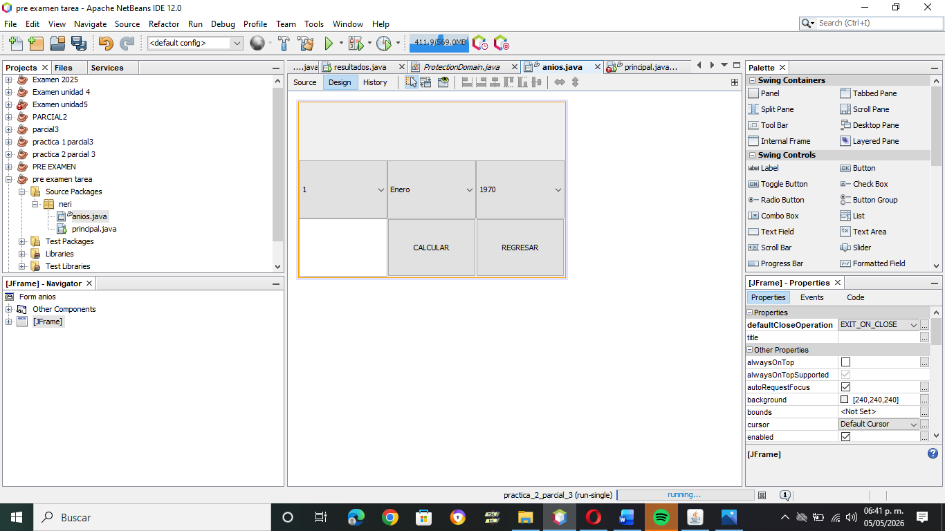 pre examen tarea - Apache NetBeans IDE 12.0
File Edit View Navigate Source Refactor Run Debug Profile Team Tools Window Help
Search (Ctrl+I)
<default config>
411,9/569,0MB
Projects Files Services
....java resultados.java ProtectionDomain.java anios.java principal.java...
Source Design History
Examen 2025
Examen unidad 4
Examen unidad5
PARCIAL2
parcial3
practica 1 parcial3
practica 2 parcial 3
PRE EXAMEN
pre examen tarea
Source Packages
neri
anios.java
principal.java
Test Packages
Libraries
Test Libraries
1 Enero 1970
CALCULAR REGRESAR
[JFrame] - Navigator
Form anios
Other Components
[JFrame]
Palette
Swing Containers
Panel Tabbed Pane
Split Pane Scroll Pane
Tool Bar Desktop Pane
Internal Frame Layered Pane
Swing Controls
Label Button
Toggle Button Check Box
Radio Button Button Group
Combo Box List
Text Field Text Area
Scroll Bar Slider
Progress Bar Formatted Field
[JFrame] - Properties
Properties Events Code
Properties
defaultCloseOperation EXIT_ON_CLOSE
title
Other Properties
alwaysOnTop
alwaysOnTopSupported
autoRequestFocus
background [240,240,240]
bounds <Not Set>
cursor Default Cursor
enabled
[JFrame]
practica_2_parcial_3 (run-single) running...
Buscar
06:41 p. m.
05/05/2026